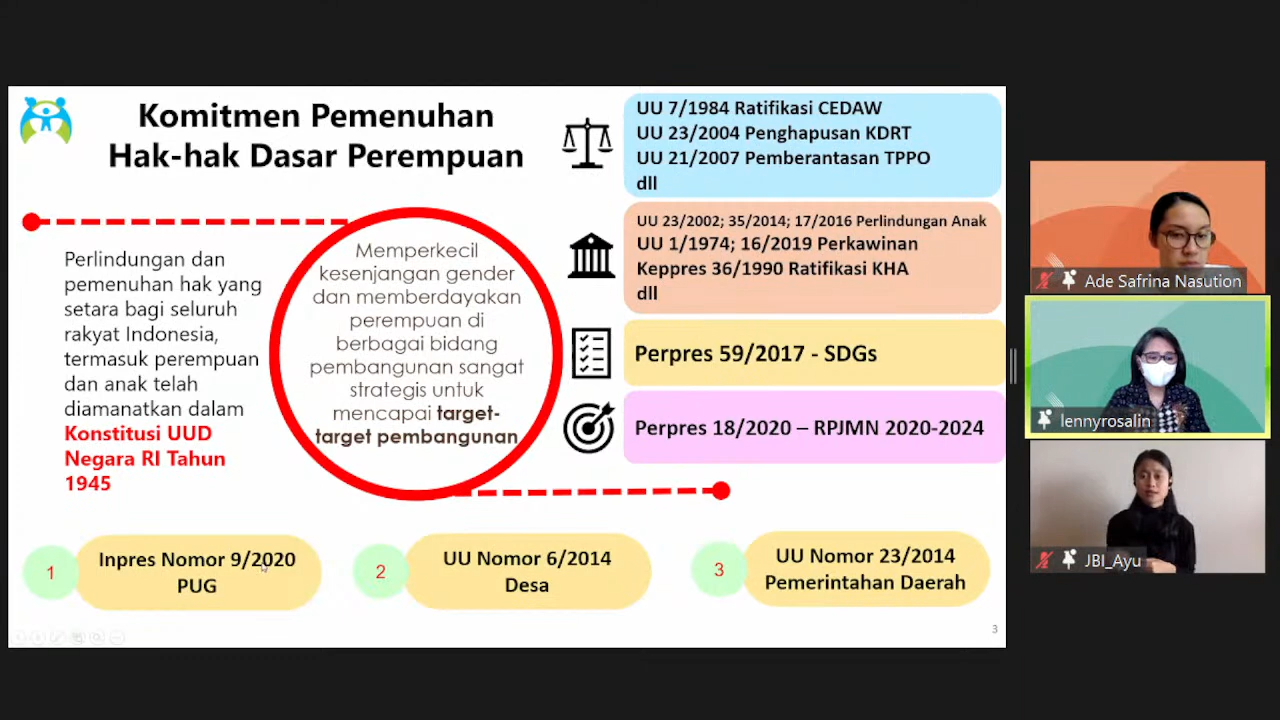 Komitmen Pemenuhan
Hak-hak Dasar Perempuan
Perlindungan dan
pemenuhan hak yang
setara bagi seluruh
rakyat Indonesia,
termasuk perempuan
dan anak telah
diamanatkan dalam
Konstitusi UUD
Negara RI Tahun
1945
Memperkecil
kesenjangan gender
dan memberdayakan
perempuan di
berbagai bidang
pembangunan sangat
strategis untuk
mencapai target-
target pembangunan
UU 7/1984 Ratifikasi CEDAW
UU 23/2004 Penghapusan KDRT
UU 21/2007 Pemberantasan TPPO
dll
UU 23/2002; 35/2014; 17/2016 Perlindungan Anak
UU 1/1974; 16/2019 Perkawinan
Keppres 36/1990 Ratifikasi KHA
dll
Perpres 59/2017 - SDGs
Perpres 18/2020 – RPJMN 2020-2024
1
Inpres Nomor 9/2020
PUG
2
UU Nomor 6/2014
Desa
3
UU Nomor 23/2014
Pemerintahan Daerah
3
Ade Safrina Nasution
lennyrosalin
JBI_Ayu